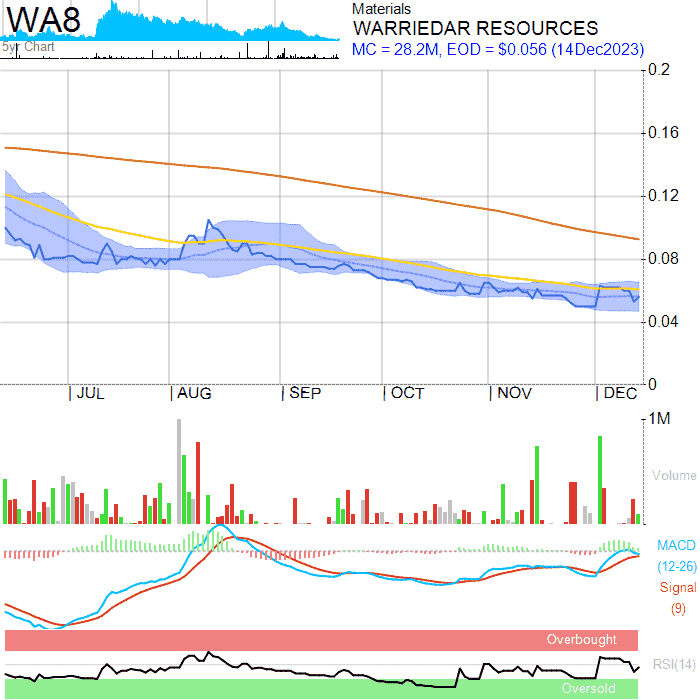 WA8
5yr Chart
Materials
WARRIEDAR RESOURCES
MC = 28.2M, EOD = $0.056 (14Dec2023)
0.2
0.16
0.12
0.08
0.04
0
JUL AUG SEP OCT NOV DEC
1M
Volume
MACD
(12-26)
Signal
(9)
Overbought
RSI(14)
Oversold